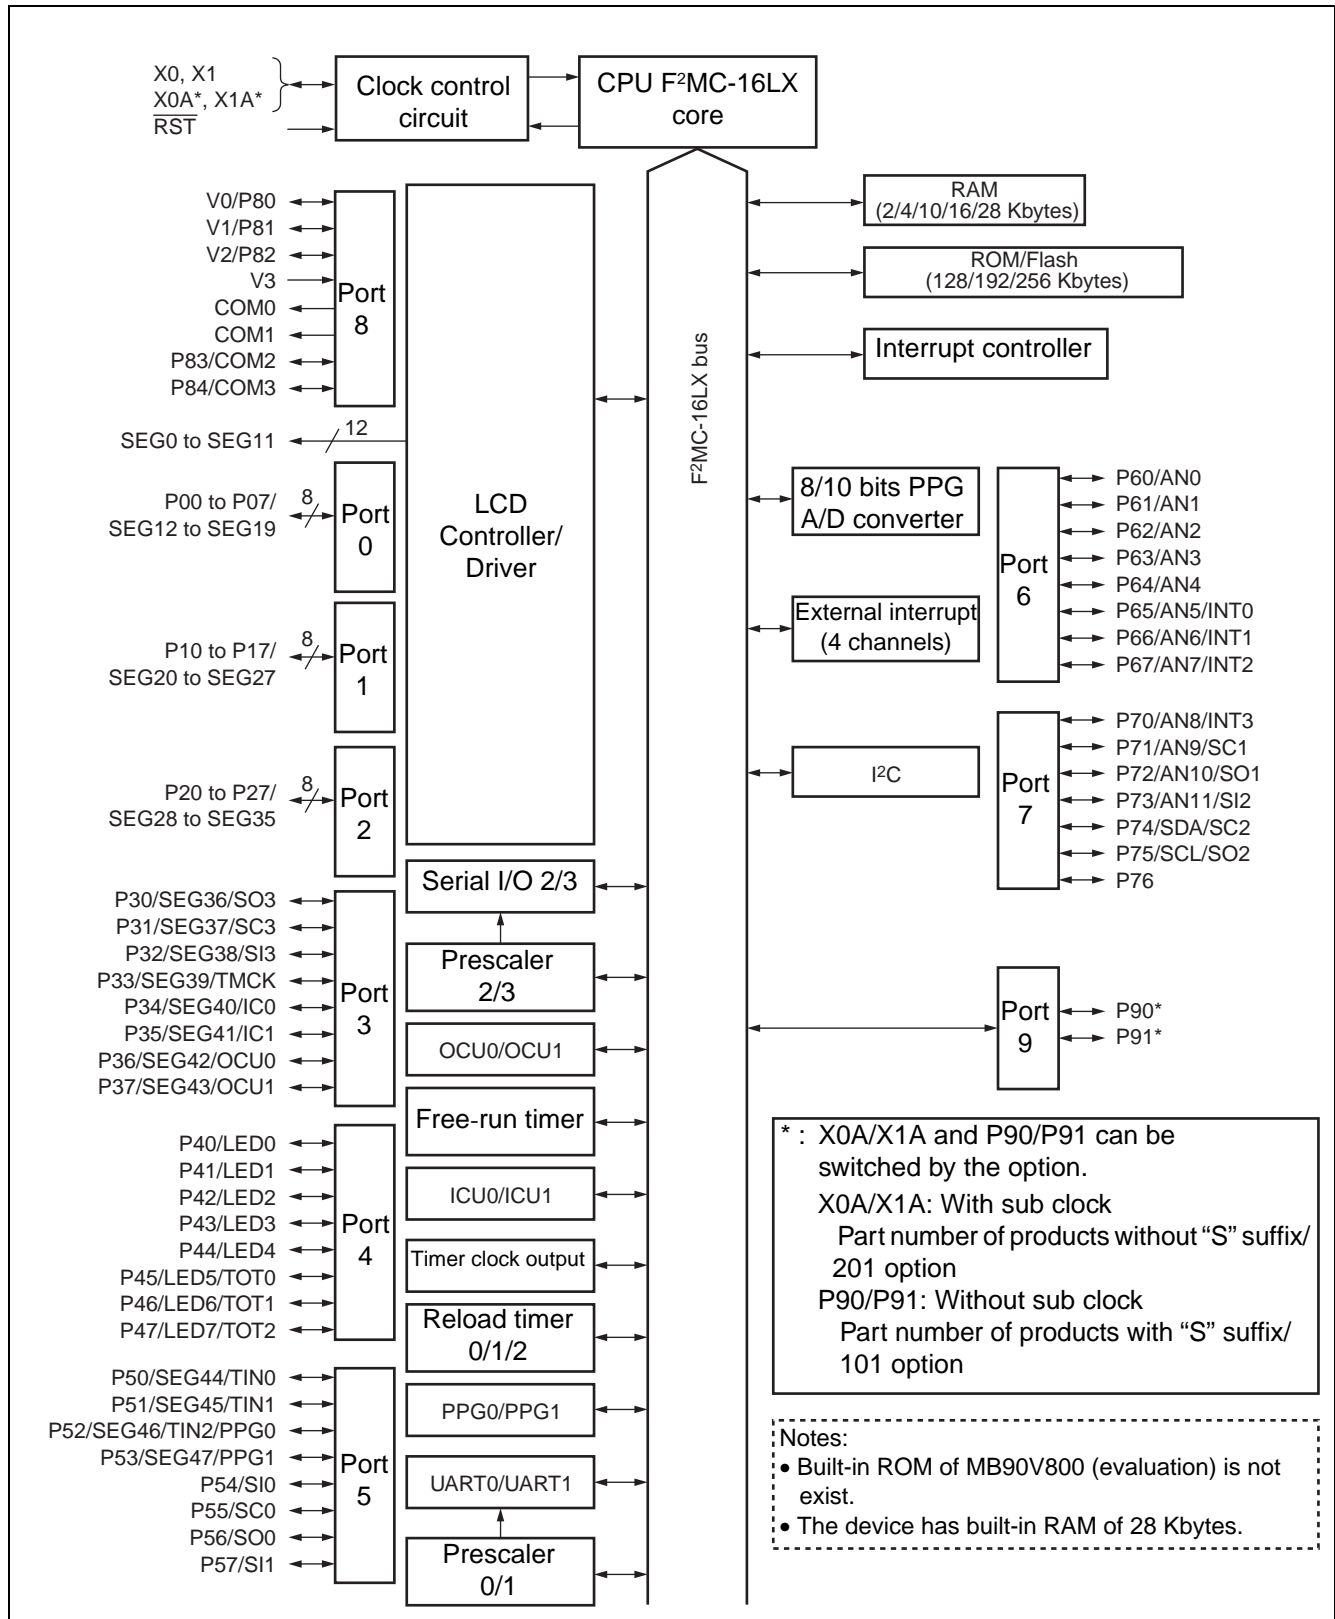 X0, X1
X0A*, X1A*
RST
Clock control
circuit
CPU F²MC-16LX
core
V0/P80
V1/P81
V2/P82
V3
COM0
COM1
P83/COM2
P84/COM3
Port
8
SEG0 to SEG11
12
P00 to P07/
SEG12 to SEG19
8
Port
0
P10 to P17/
SEG20 to SEG27
8
Port
1
P20 to P27/
SEG28 to SEG35
8
Port
2
LCD
Controller/
Driver
P30/SEG36/SO3
P31/SEG37/SC3
P32/SEG38/SI3
P33/SEG39/TMCK
P34/SEG40/IC0
P35/SEG41/IC1
P36/SEG42/OCU0
P37/SEG43/OCU1
Port
3
P40/LED0
P41/LED1
P42/LED2
P43/LED3
P44/LED4
P45/LED5/TOT0
P46/LED6/TOT1
P47/LED7/TOT2
Port
4
P50/SEG44/TIN0
P51/SEG45/TIN1
P52/SEG46/TIN2/PPG0
P53/SEG47/PPG1
P54/SI0
P55/SC0
P56/SO0
P57/SI1
Port
5
Serial I/O 2/3
Prescaler
2/3
OCU0/OCU1
Free-run timer
ICU0/ICU1
Timer clock output
Reload timer
0/1/2
PPG0/PPG1
UART0/UART1
Prescaler
0/1
F²MC-16LX bus
RAM
(2/4/10/16/28 Kbytes)
ROM/Flash
(128/192/256 Kbytes)
Interrupt controller
8/10 bits PPG
A/D converter
External interrupt
(4 channels)
I²C
Port
6
P60/AN0
P61/AN1
P62/AN2
P63/AN3
P64/AN4
P65/AN5/INT0
P66/AN6/INT1
P67/AN7/INT2
Port
7
P70/AN8/INT3
P71/AN9/SC1
P72/AN10/SO1
P73/AN11/SI2
P74/SDA/SC2
P75/SCL/SO2
P76
Port
9
P90*
P91*
* : X0A/X1A and P90/P91 can be
switched by the option.
X0A/X1A: With sub clock
Part number of products without “S” suffix/
201 option
P90/P91: Without sub clock
Part number of products with “S” suffix/
101 option
Notes:
• Built-in ROM of MB90V800 (evaluation) is not
exist.
• The device has built-in RAM of 28 Kbytes.